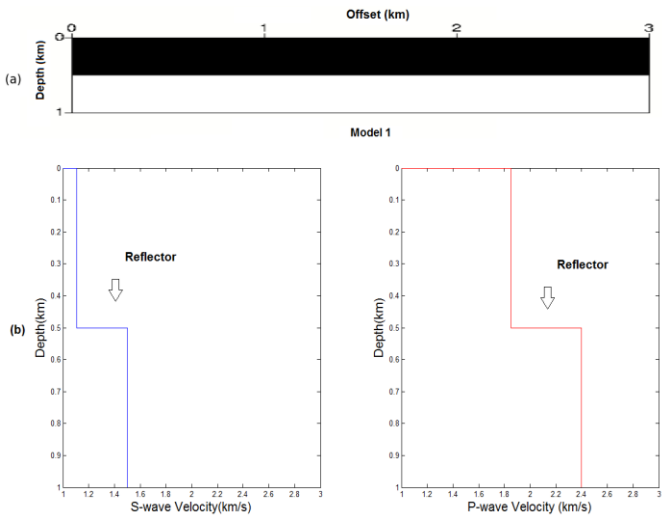 Offset (km)
0 1 2 3
(a)
Depth (km)
0
1
Model 1
(b)
Depth(km)
0
0.1
0.2
0.3
0.4
0.5
0.6
0.7
0.8
0.9
1
Reflector
1 1.2 1.4 1.6 1.8 2 2.2 2.4 2.6 2.8 3
S-wave Velocity(km/s)
Depth(km)
0
0.1
0.2
0.3
0.4
0.5
0.6
0.7
0.8
0.9
1
Reflector
1 1.2 1.4 1.6 1.8 2 2.2 2.4 2.6 2.8 3
P-wave Velocity (km/s)